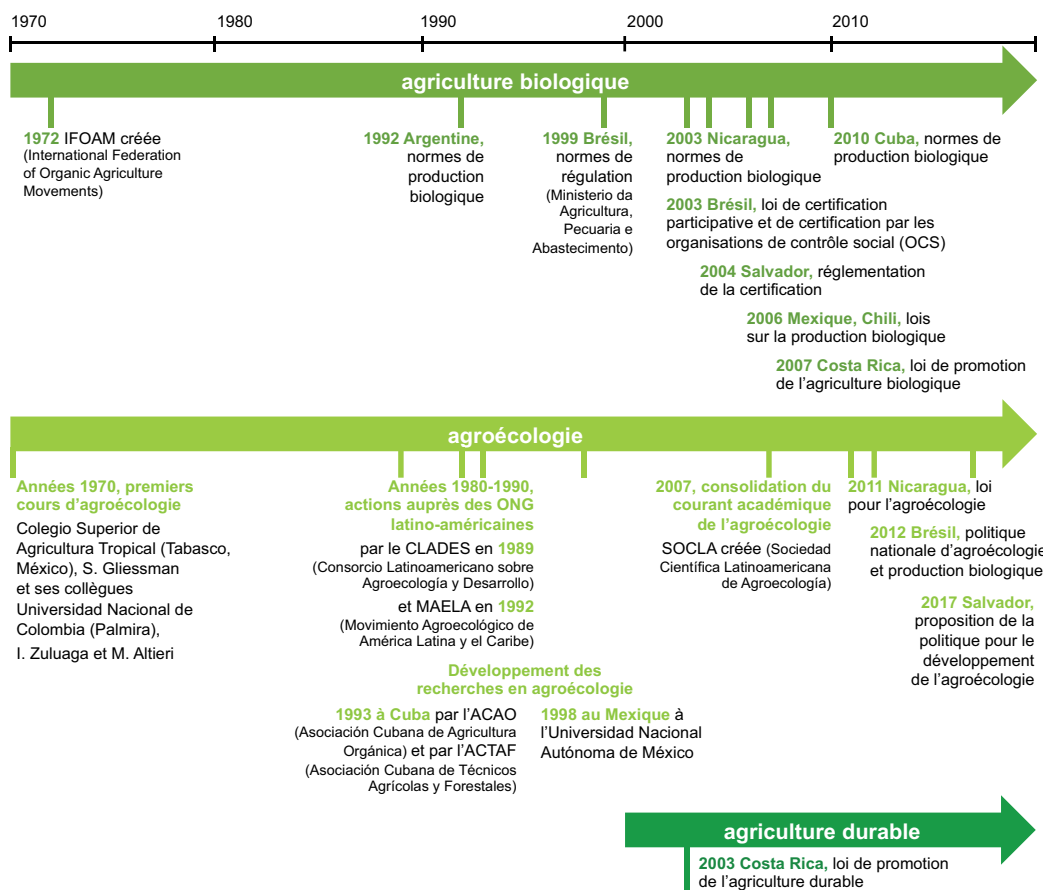 1970
1980
1990
2000
2010
agriculture biologique
1972 IFOAM créée
(International Federation
of Organic Agriculture
Movements)
1992 Argentine,
normes de
production
biologique
1999 Brésil,
normes de
régulation
(Ministerio da
Agricultura,
Pecuaria e
Abastecimento)
2003 Nicaragua,
normes de
production biologique
2003 Brésil, loi de certification
participative et de certification par les
organisations de contrôle social (OCS)
2004 Salvador, réglementation
de la certification
2006 Mexique, Chili, lois
sur la production biologique
2007 Costa Rica, loi de promotion
de l’agriculture biologique
2010 Cuba, normes de
production biologique
agroécologie
Années 1970, premiers
cours d’agroécologie
Colegio Superior de
Agricultura Tropical (Tabasco,
México), S. Gliessman
et ses collègues
Universidad Nacional de
Colombia (Palmira),
I. Zuluaga et M. Altieri
Années 1980-1990,
actions auprès des ONG
latino-américaines
par le CLADES en 1989
(Consorcio Latinoamericano sobre
Agroecología y Desarrollo)
et MAELA en 1992
(Movimiento Agroecológico de
América Latina y el Caribe)
Développement des
recherches en agroécologie
1993 à Cuba par l’ACAO
(Asociación Cubana de Agricultura
Orgánica) et par l’ACTAF
(Asociación Cubana de Técnicos
Agrícolas y Forestales)
1998 au Mexique à
l’Universidad Nacional
Autónoma de México
2007, consolidation du
courant académique
de l’agroécologie
SOCLA créée (Sociedad
Científica Latinoamericana
de Agroecología)
2011 Nicaragua, loi
pour l’agroécologie
2012 Brésil, politique
nationale d’agroécologie
et production biologique
2017 Salvador,
proposition de la
politique pour le
développement
de l’agroécologie
agriculture durable
2003 Costa Rica, loi de promotion
de l’agriculture durable